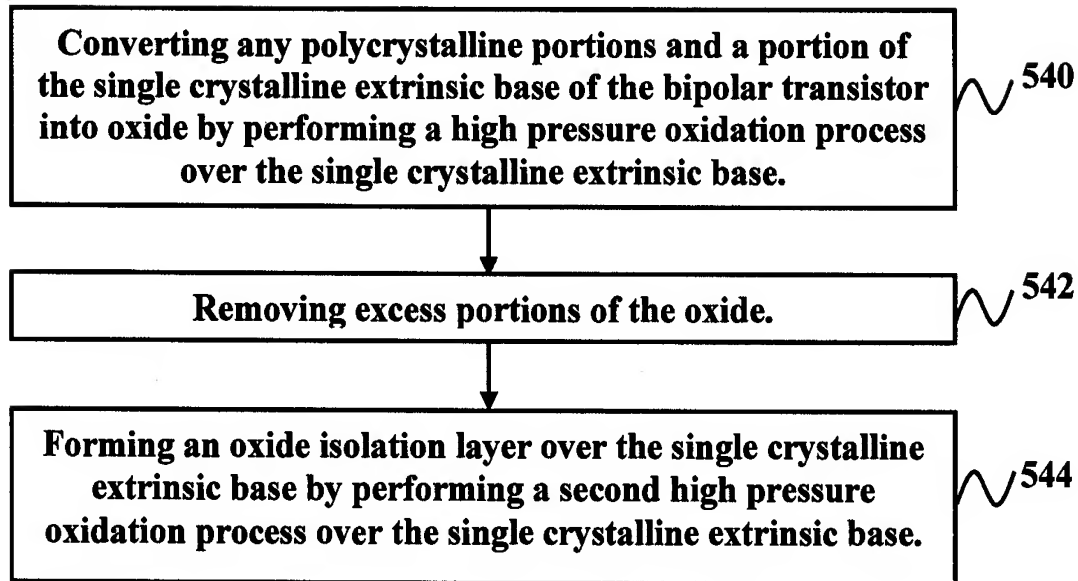 Converting any polycrystalline portions and a portion of
the single crystalline extrinsic base of the bipolar transistor
into oxide by performing a high pressure oxidation process
over the single crystalline extrinsic base.
540
Removing excess portions of the oxide.
542
Forming an oxide isolation layer over the single crystalline
extrinsic base by performing a second high pressure
oxidation process over the single crystalline extrinsic base.
544